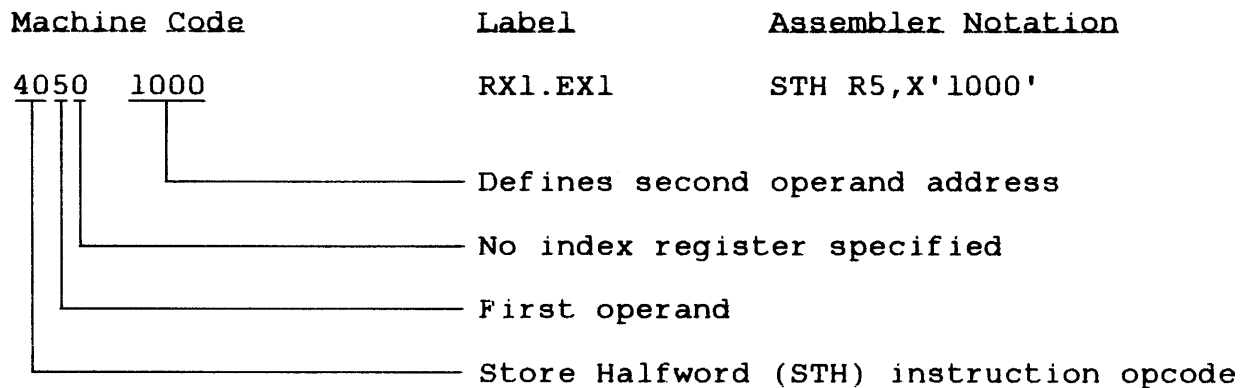 Machine Code Label Assembler Notation
4050 1000 RX1.EX1 STH R5,X'1000'
Defines second operand address
No index register specified
First operand
Store Halfword (STH) instruction opcode